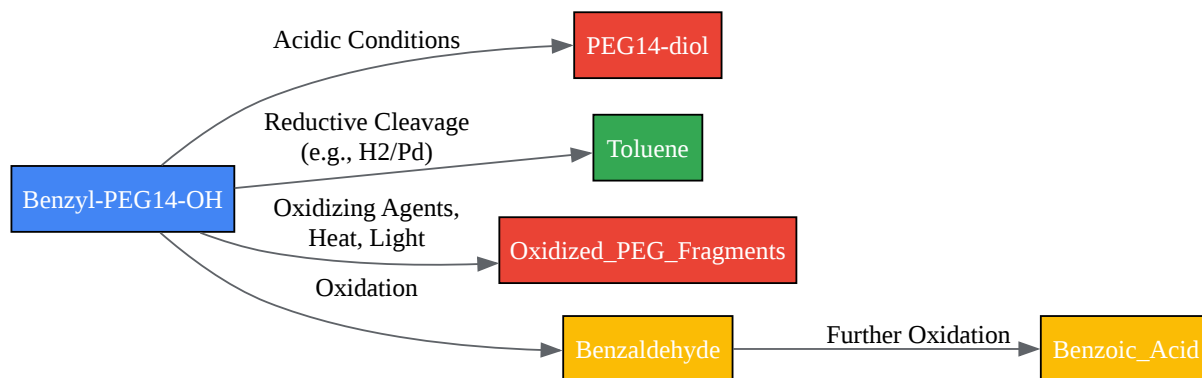 Acidic Conditions
PEG14-diol
Reductive Cleavage
(e.g., H2/Pd)
Toluene
Benzyl-PEG14-OH
Oxidizing Agents,
Heat, Light
Oxidized_PEG_Fragments
Oxidation
Benzaldehyde
Further Oxidation
Benzoic_Acid